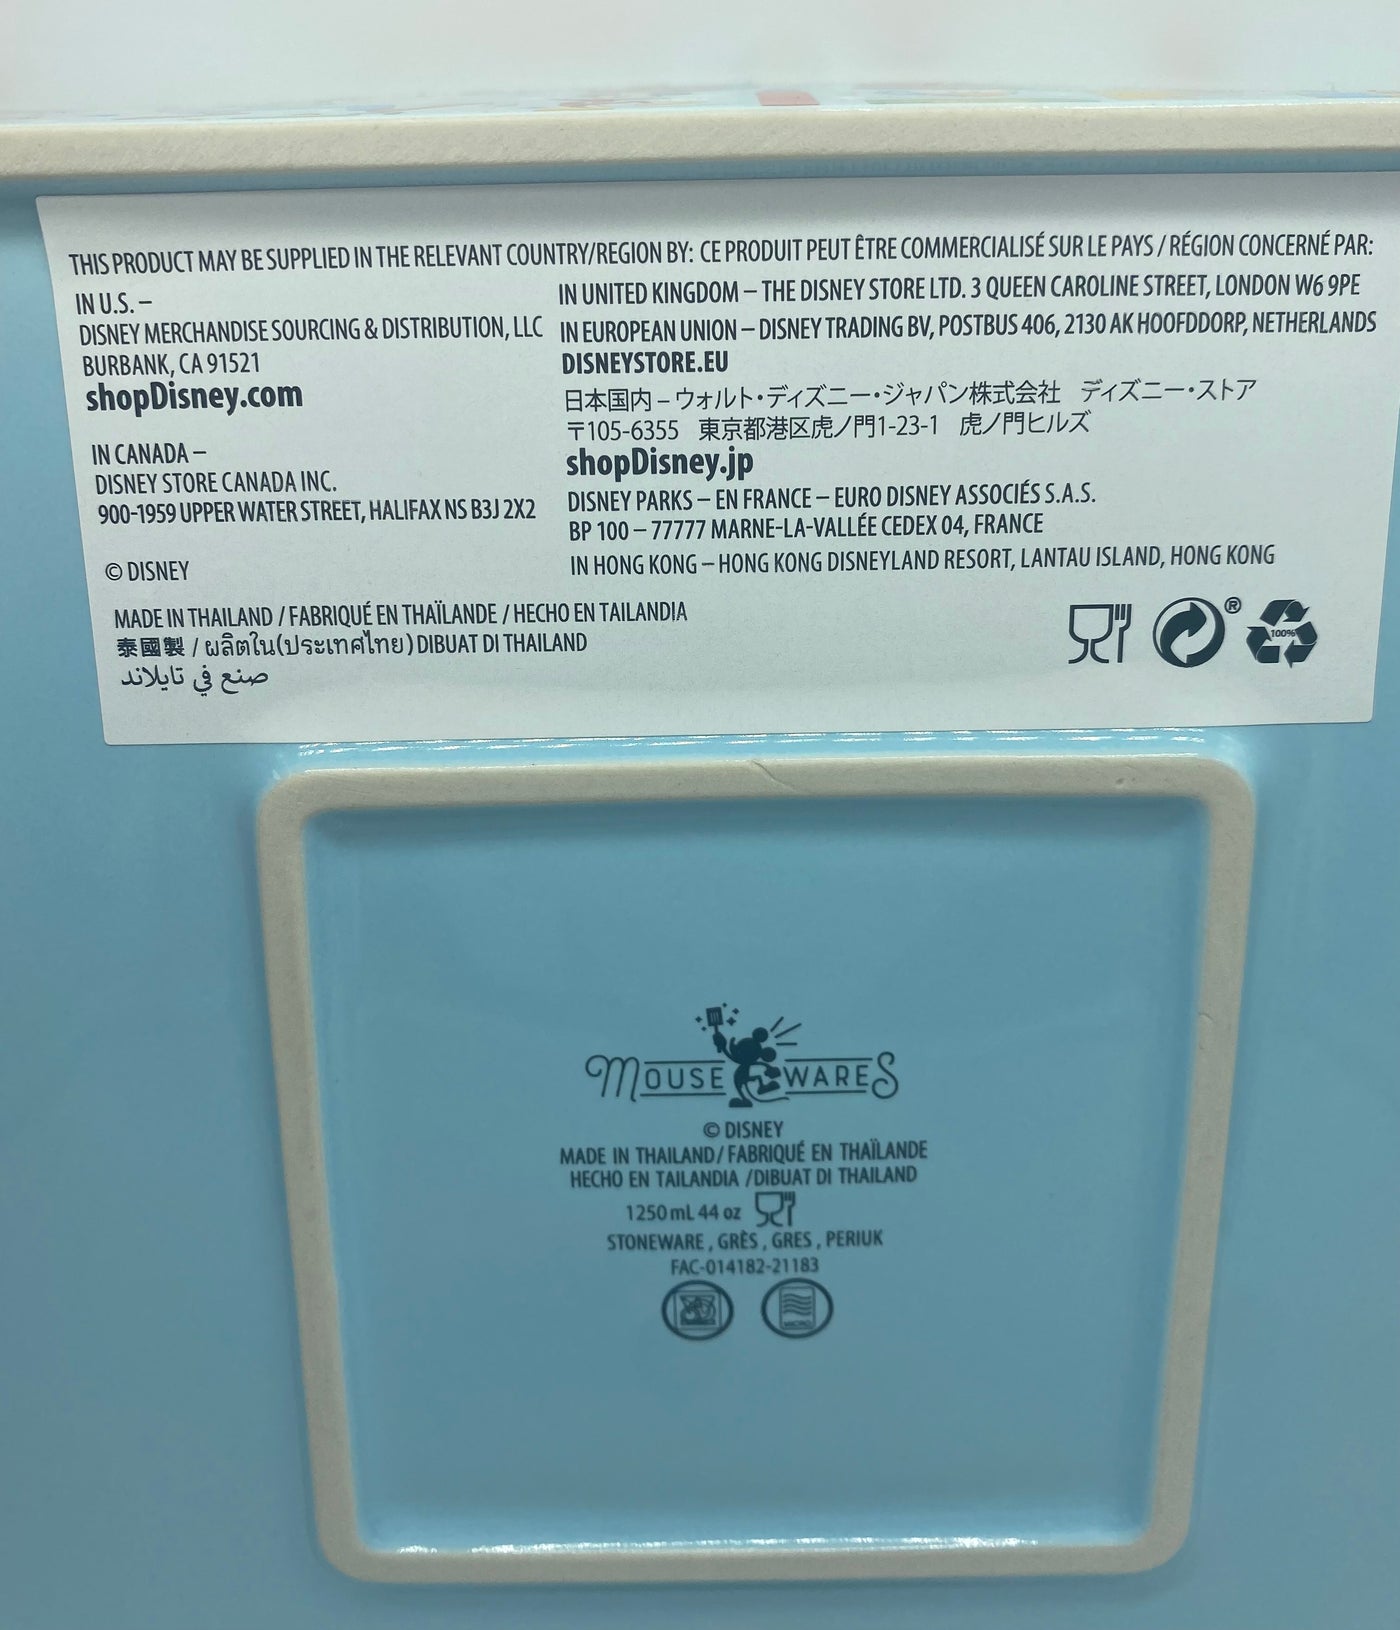 THIS PRODUCT MAY BE SUPPLIED IN THE RELEVANT COUNTRY/REGION BY: CE PRODUIT PEUT ÊTRE COMMERCIALISÉ SUR LE PAYS / RÉGION CONCERNÉ PAR:
IN U.S. –
DISNEY MERCHANDISE SOURCING & DISTRIBUTION, LLC
BURBANK, CA 91521
shopDisney.com
IN CANADA –
DISNEY STORE CANADA INC.
900-1959 UPPER WATER STREET, HALIFAX NS B3J 2X2
© DISNEY
IN UNITED KINGDOM – THE DISNEY STORE LTD. 3 QUEEN CAROLINE STREET, LONDON W6 9PE
IN EUROPEAN UNION – DISNEY TRADING BV, POSTBUS 406, 2130 AK HOOFDDORP, NETHERLANDS
DISNEYSTORE.EU
日本国内 – ウォルト・ディズニー・ジャパン株式会社 ディズニー・ストア
〒105-6355 東京都港区虎ノ門1-23-1 虎ノ門ヒルズ
shopDisney.jp
DISNEY PARKS – EN FRANCE – EURO DISNEY ASSOCIÉS S.A.S.
BP 100 – 77777 MARNE-LA-VALLÉE CEDEX 04, FRANCE
IN HONG KONG – HONG KONG DISNEYLAND RESORT, LANTAU ISLAND, HONG KONG
MADE IN THAILAND / FABRIQUÉ EN THAÏLANDE / HECHO EN TAILANDIA
泰國製 / ผลิตใน(ประเทศไทย) DIBUAT DI THAILAND
صنع في تايلاند
®
100%
MOUSE WARES
© DISNEY
MADE IN THAILAND/ FABRIQUÉ EN THAÏLANDE
HECHO EN TAILANDIA /DIBUAT DI THAILAND
1250 mL 44 oz
STONEWARE , GRÈS , GRES , PERIUK
FAC-014182-21183
MICRO